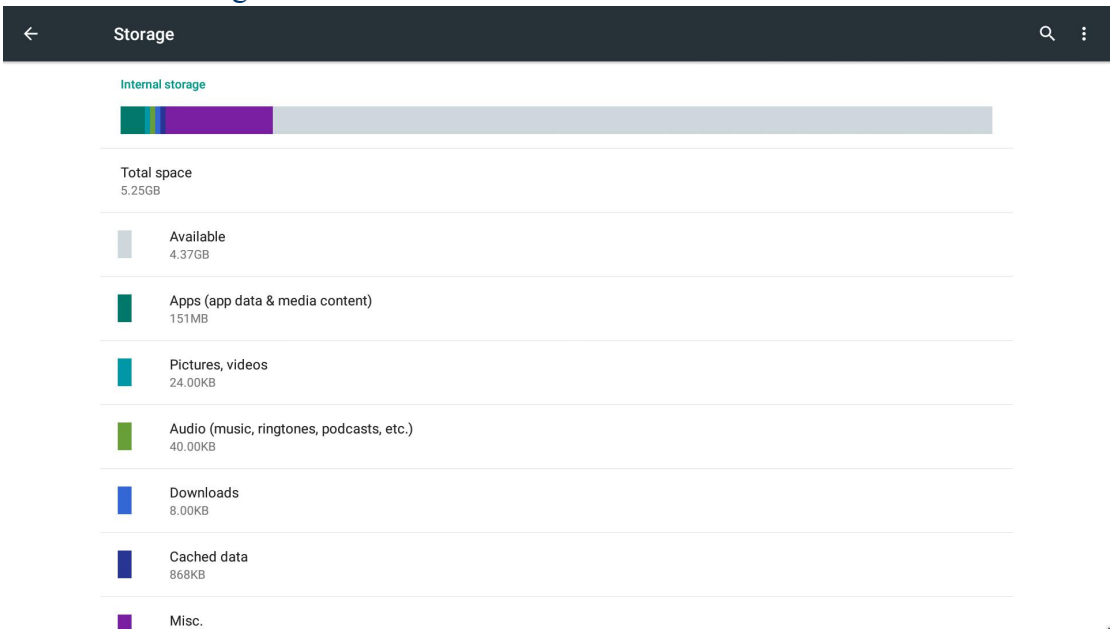 Storage
Internal storage
Total space
5.25GB
Available
4.37GB
Apps (app data & media content)
151MB
Pictures, videos
24.00KB
Audio (music, ringtones, podcasts, etc.)
40.00KB
Downloads
8.00KB
Cached data
868KB
Misc.